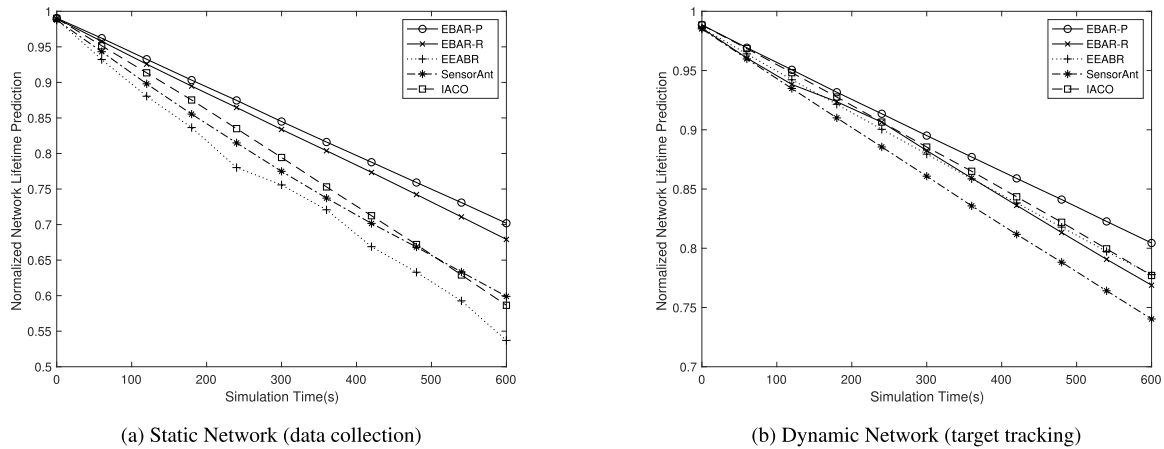 1
0.95
0.9
0.85
0.8
0.75
0.7
0.65
0.6
0.55
0.5
0
100
200
300
400
500
600
Normalized Network Lifetime Prediction
Simulation Time(s)
EBAR-P
EBAR-R
EEABR
SensorAnt
IACO
(a) Static Network (data collection)
1
0.95
0.9
0.85
0.8
0.75
0.7
0
100
200
300
400
500
600
Normalized Network Lifetime Prediction
Simulation Time(s)
EBAR-P
EBAR-R
EEABR
SensorAnt
IACO
(b) Dynamic Network (target tracking)